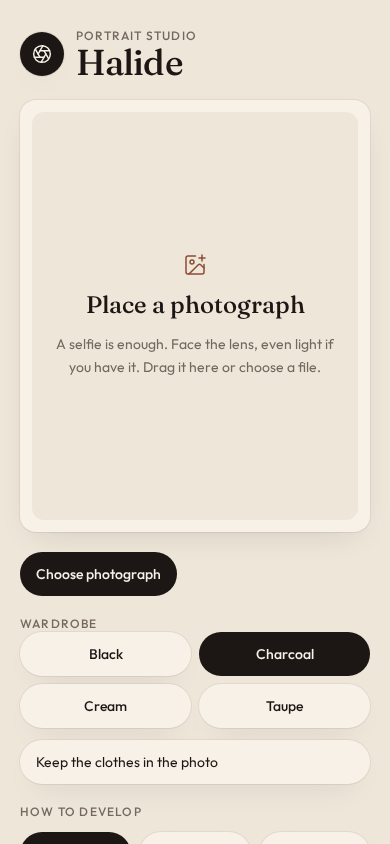 PORTRAIT STUDIO
Halide
Place a photograph
A selfie is enough. Face the lens, even light if
you have it. Drag it here or choose a file.
Choose photograph
WARDROBE
Black
Charcoal
Cream
Taupe
Keep the clothes in the photo
HOW TO DEVELOP